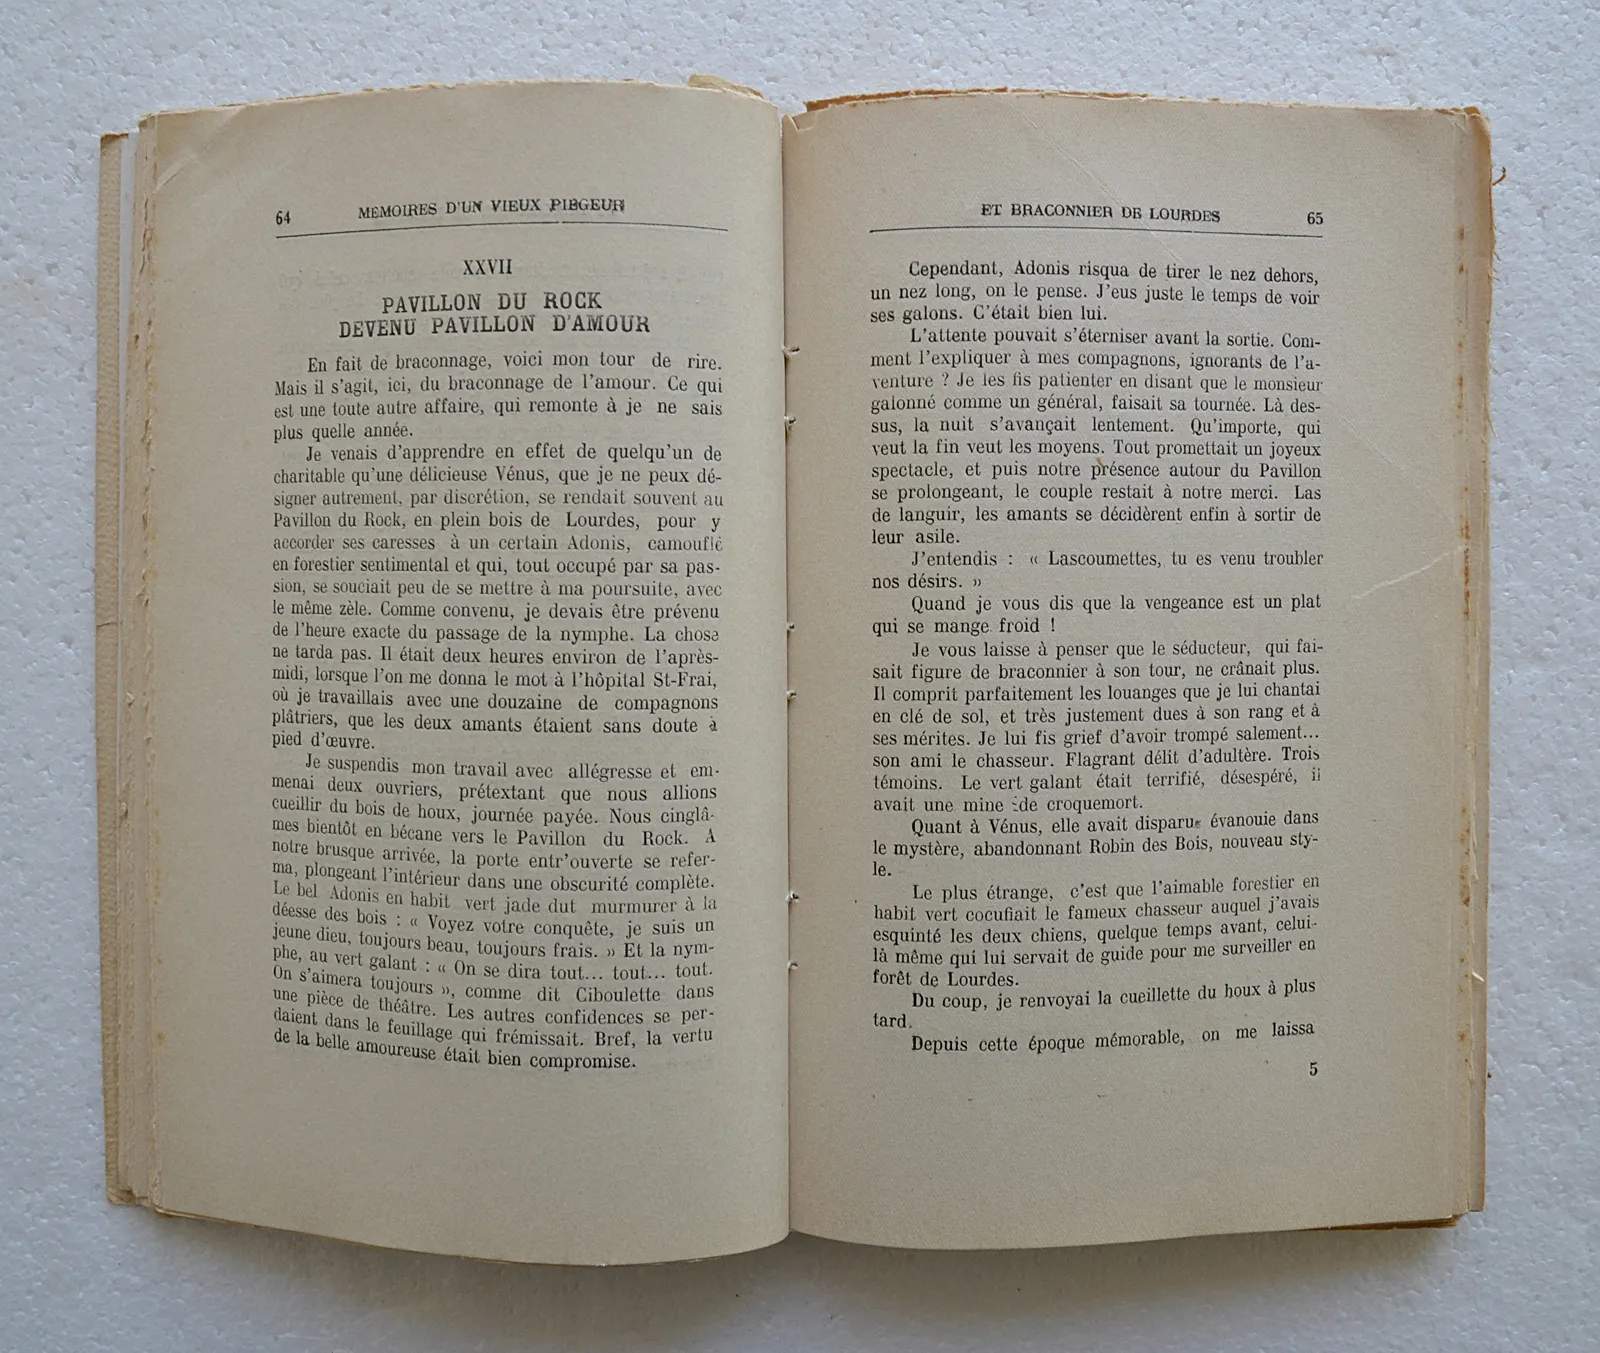 64 MEMOIRES D'UN VIEUX PIEGEUR
XXVII
PAVILLON DU ROCK
DEVENU PAVILLON D'AMOUR
En fait de braconnage, voici mon tour de rire.
Mais il s'agit, ici, du braconnage de l'amour. Ce qui
est une toute autre affaire, qui remonte à je ne sais
plus quelle année.
Je venais d'apprendre en effet de quelqu'un de
charitable qu'une délicieuse Vénus, que je ne peux dé-
signer autrement, par discrétion, se rendait souvent au
Pavillon du Rock, en plein bois de Lourdes, pour y
accorder ses caresses à un certain Adonis, camouflé
en forestier sentimental et qui, tout occupé par sa pas-
sion, se souciait peu de se mettre à ma poursuite, avec
le même zèle. Comme convenu, je devais être prévenu
de l'heure exacte du passage de la nymphe. La chose
ne tarda pas. Il était deux heures environ de l'après-
midi, lorsque l'on me donna le mot à l'hôpital St-Frai,
où je travaillais avec une douzaine de compagnons
plâtriers, que les deux amants étaient sans doute à
pied d'œuvre.
Je suspendis mon travail avec allégresse et em-
menai deux ouvriers, prétextant que nous allions
cueillir du bois de houx, journée payée. Nous cinglâ-
mes bientôt en bécane vers le Pavillon du Rock. A
notre brusque arrivée, la porte entr'ouverte se refer-
ma, plongeant l'intérieur dans une obscurité complète.
Le bel Adonis en habit vert jade dut murmurer à la
déesse des bois : « Voyez votre conquête, je suis un
jeune dieu, toujours beau, toujours frais. » Et la nym-
phe, au vert galant : « On se dira tout... tout... tout.
On s'aimera toujours », comme dit Ciboulette dans
une pièce de théâtre. Les autres confidences se per-
daient dans le feuillage qui frémissait. Bref, la vertu
de la belle amoureuse était bien compromise.
ET BRACONNIER DE LOURDES 65
Cependant, Adonis risqua de tirer le nez dehors,
un nez long, on le pense. J'eus juste le temps de voir
ses galons. C'était bien lui.
L'attente pouvait s'éterniser avant la sortie. Com-
ment l'expliquer à mes compagnons, ignorants de l'a-
venture ? Je les fis patienter en disant que le monsieur
galonné comme un général, faisait sa tournée. Là des-
sus, la nuit s'avançait lentement. Qu'importe, qui
veut la fin veut les moyens. Tout promettait un joyeux
spectacle, et puis notre présence autour du Pavillon
se prolongeant, le couple restait à notre merci. Las
de languir, les amants se décidèrent enfin à sortir de
leur asile.
J'entendis : « Lascoumettes, tu es venu troubler
nos désirs. »
Quand je vous dis que la vengeance est un plat
qui se mange froid !
Je vous laisse à penser que le séducteur, qui fai-
sait figure de braconnier à son tour, ne crânait plus.
Il comprit parfaitement les louanges que je lui chantai
en clé de sol, et très justement dues à son rang et à
ses mérites. Je lui fis grief d'avoir trompé salement...
son ami le chasseur. Flagrant délit d'adultère. Trois
témoins. Le vert galant était terrifié, désespéré, il
avait une mine de croquemort.
Quant à Vénus, elle avait disparue évanouie dans
le mystère, abandonnant Robin des Bois, nouveau sty-
le.
Le plus étrange, c'est que l'aimable forestier en
habit vert cocufiait le fameux chasseur auquel j'avais
esquinté les deux chiens, quelque temps avant, celui-
là même qui lui servait de guide pour me surveiller en
forêt de Lourdes.
Du coup, je renvoyai la cueillette du houx à plus
tard.
Depuis cette époque mémorable, on me laissa
5